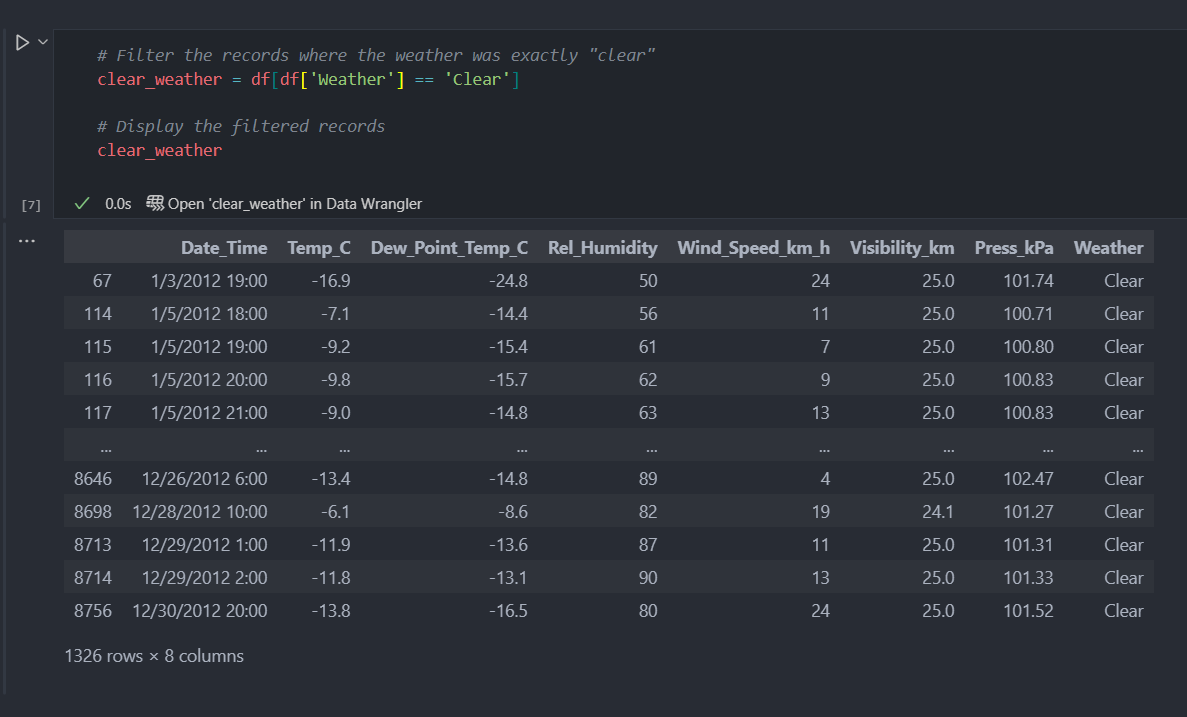 # Filter the records where the weather was exactly "clear"
clear_weather = df[df['Weather'] == 'Clear']
# Display the filtered records
clear_weather
[7] 0.0s Open 'clear_weather' in Data Wrangler
...
Date_Time Temp_C Dew_Point_Temp_C Rel_Humidity Wind_Speed_km_h Visibility_km Press_kPa Weather
67 1/3/2012 19:00 -16.9 -24.8 50 24 25.0 101.74 Clear
114 1/5/2012 18:00 -7.1 -14.4 56 11 25.0 100.71 Clear
115 1/5/2012 19:00 -9.2 -15.4 61 7 25.0 100.80 Clear
116 1/5/2012 20:00 -9.8 -15.7 62 9 25.0 100.83 Clear
117 1/5/2012 21:00 -9.0 -14.8 63 13 25.0 100.83 Clear
... ... ... ... ... ... ... ... ...
8646 12/26/2012 6:00 -13.4 -14.8 89 4 25.0 102.47 Clear
8698 12/28/2012 10:00 -6.1 -8.6 82 19 24.1 101.27 Clear
8713 12/29/2012 1:00 -11.9 -13.6 87 11 25.0 101.31 Clear
8714 12/29/2012 2:00 -11.8 -13.1 90 13 25.0 101.33 Clear
8756 12/30/2012 20:00 -13.8 -16.5 80 24 25.0 101.52 Clear
1326 rows × 8 columns